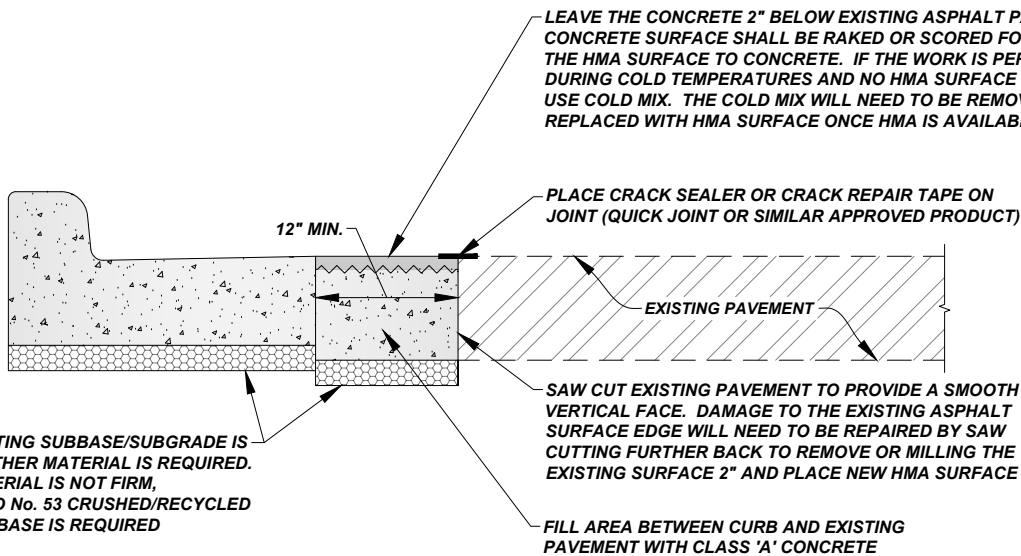 LEAVE THE CONCRETE 2" BELOW EXISTING ASPHALT
CONCRETE SURFACE SHALL BE RAKED OR SCORED
THE HMA SURFACE TO CONCRETE. IF THE WORK IS
DURING COLD TEMPERATURES AND NO HMA SURFACE
USE COLD MIX. THE COLD MIX WILL NEED TO BE
REPLACED WITH HMA SURFACE ONCE HMA IS
PLACE CRACK SEALER OR CRACK REPAIR TAPE ON
JOINT (QUICK JOINT OR SIMILAR APPROVED PRODUCT)
12" MIN.
EXISTING PAVEMENT
SAW CUT EXISTING PAVEMENT TO PROVIDE A SMOOTH
VERTICAL FACE. DAMAGE TO THE EXISTING ASPHALT
SURFACE EDGE WILL NEED TO BE REPAIRED BY SAW
CUTTING FURTHER BACK TO REMOVE OR MILLING THE
EXISTING SURFACE 2" AND PLACE NEW HMA SURFACE
SUBBASE/SUBGRADE IS
MATERIAL IS REQUIRED.
IS NOT FIRM,
No. 53 CRUSHED/RECYCLED
BASE IS REQUIRED
FILL AREA BETWEEN CURB AND EXISTING
PAVEMENT WITH CLASS 'A' CONCRETE